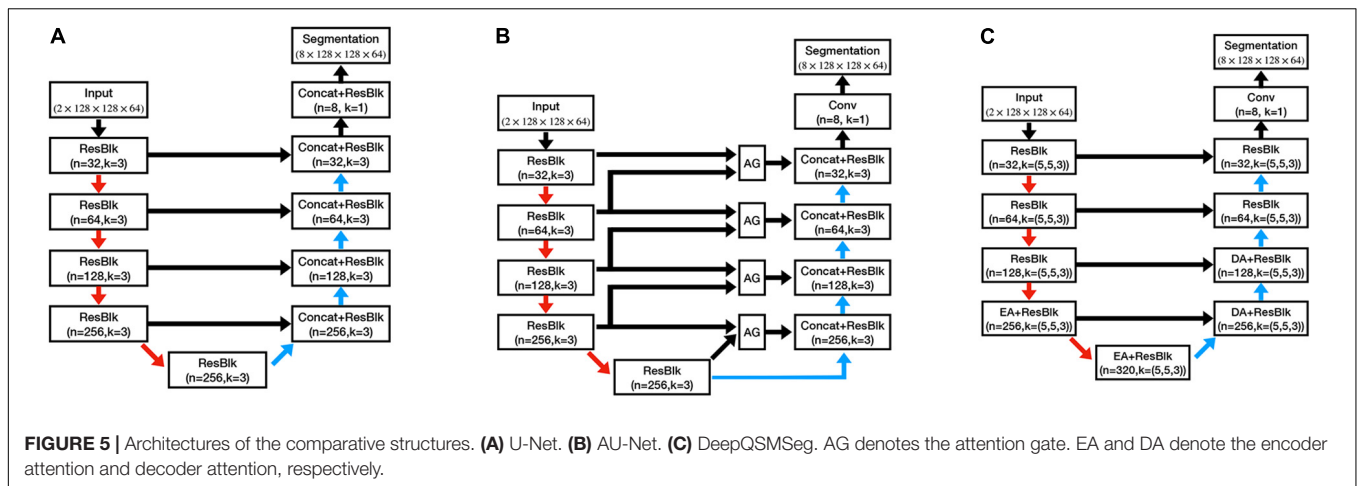 A
Input
(2 × 128 × 128 × 64)
ResBlk
(n=32,k=3)
ResBlk
(n=64,k=3)
ResBlk
(n=128,k=3)
ResBlk
(n=256,k=3)
ResBlk
(n=256,k=3)
Segmentation
(8 × 128 × 128 × 64)
Concat+ResBlk
(n=8, k=1)
Concat+ResBlk
(n=32,k=3)
Concat+ResBlk
(n=64,k=3)
Concat+ResBlk
(n=128,k=3)
Concat+ResBlk
(n=256,k=3)
B
Input
(2 × 128 × 128 × 64)
ResBlk
(n=32,k=3)
ResBlk
(n=64,k=3)
ResBlk
(n=128,k=3)
ResBlk
(n=256,k=3)
ResBlk
(n=256,k=3)
AG
AG
AG
AG
Segmentation
(8 × 128 × 128 × 64)
Conv
(n=8, k=1)
Concat+ResBlk
(n=32,k=3)
Concat+ResBlk
(n=64,k=3)
Concat+ResBlk
(n=128,k=3)
Concat+ResBlk
(n=256,k=3)
C
Input
(2 × 128 × 128 × 64)
ResBlk
(n=32,k=(5,5,3))
ResBlk
(n=64,k=(5,5,3))
ResBlk
(n=128,k=(5,5,3))
EA+ResBlk
(n=256,k=(5,5,3))
EA+ResBlk
(n=320,k=(5,5,3))
Segmentation
(8 × 128 × 128 × 64)
Conv
(n=8, k=1)
ResBlk
(n=32,k=(5,5,3))
ResBlk
(n=64,k=(5,5,3))
DA+ResBlk
(n=128,k=(5,5,3))
DA+ResBlk
(n=256,k=(5,5,3))
FIGURE 5 | Architectures of the comparative structures. (A) U-Net. (B) AU-Net. (C) DeepQSMSeg. AG denotes the attention gate. EA and DA denote the encoder
attention and decoder attention, respectively.